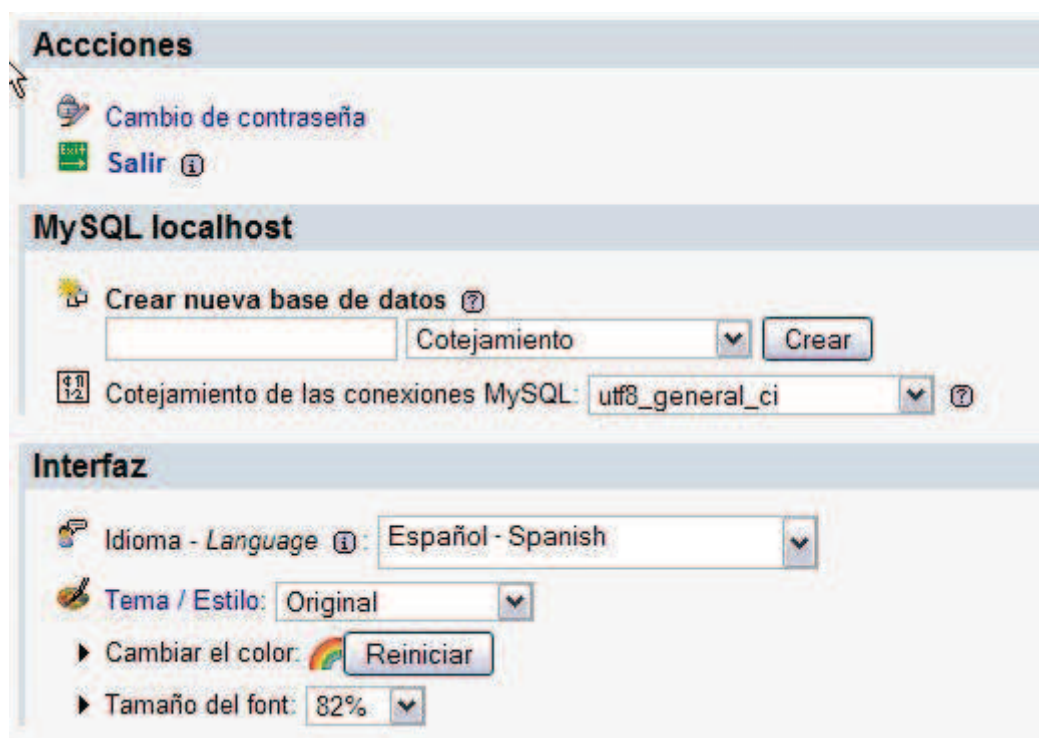 Accciones
Cambio de contraseña
Exit
Salir
MySQL localhost
Crear nueva base de datos
Cotejamiento Crear
Cotejamiento de las conexiones MySQL: utf8_general_ci
Interfaz
Idioma - Language : Español - Spanish
Tema / Estilo: Original
Cambiar el color: Reiniciar
Tamaño del font: 82%